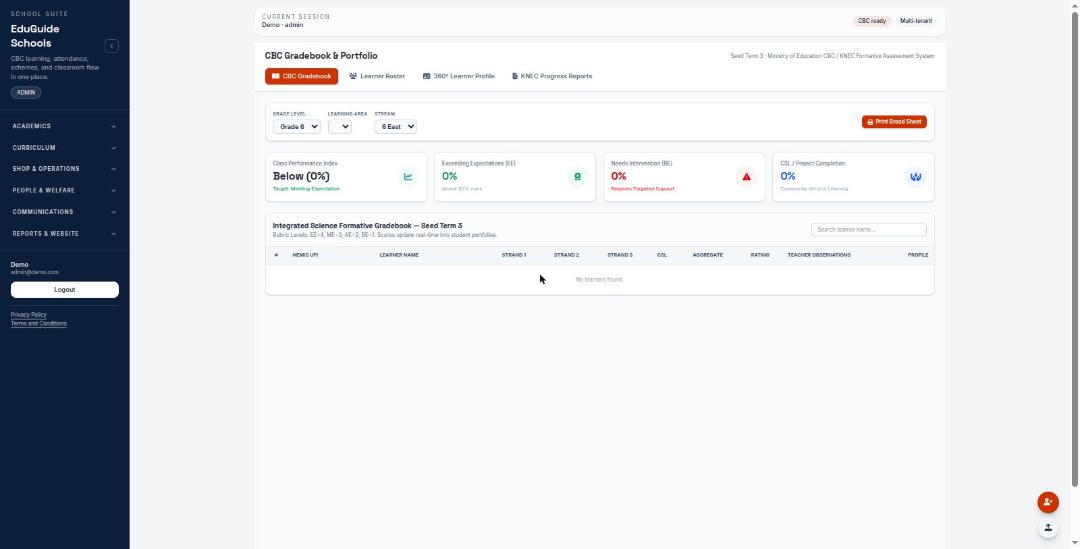 SCHOOL SUITE
EduGuide
Schools
CBC learning, attendance,
schemes, and classroom flow
in one place.
ADMIN
ACADEMICS
CURRICULUM
SHOP & OPERATIONS
PEOPLE & WELFARE
COMMUNICATIONS
REPORTS & WEBSITE
Demo
admin@demo.com
Logout
Privacy Policy
Terms and Conditions
CURRENT SESSION
Demo · admin
CBC ready Multi-tenant
CBC Gradebook & Portfolio
Seed Term 3 · Ministry of Education CBC / KNEC Formative Assessment System
CBC Gradebook Learner Roster 360° Learner Profile KNEC Progress Reports
GRADE LEVEL LEARNING AREA STREAM
Grade 6 6 East
Print Broad Sheet
Class Performance Index
Below (0%)
Target: Meeting Expectation
Exceeding Expectations (EE)
0%
Above 80% mark
Needs Intervention (BE)
0%
Requires Targeted Support
CSL / Project Completion
0%
Community Service Learning
Integrated Science Formative Gradebook — Seed Term 3
Rubric Levels: EE=4, ME=3, AE=2, BE=1. Scores update real-time into student portfolios.
Search learner name...
# NEMIS UPI LEARNER NAME STRAND 1 STRAND 2 STRAND 3 CSL AGGREGATE RATING TEACHER OBSERVATIONS PROFILE
No learners found.